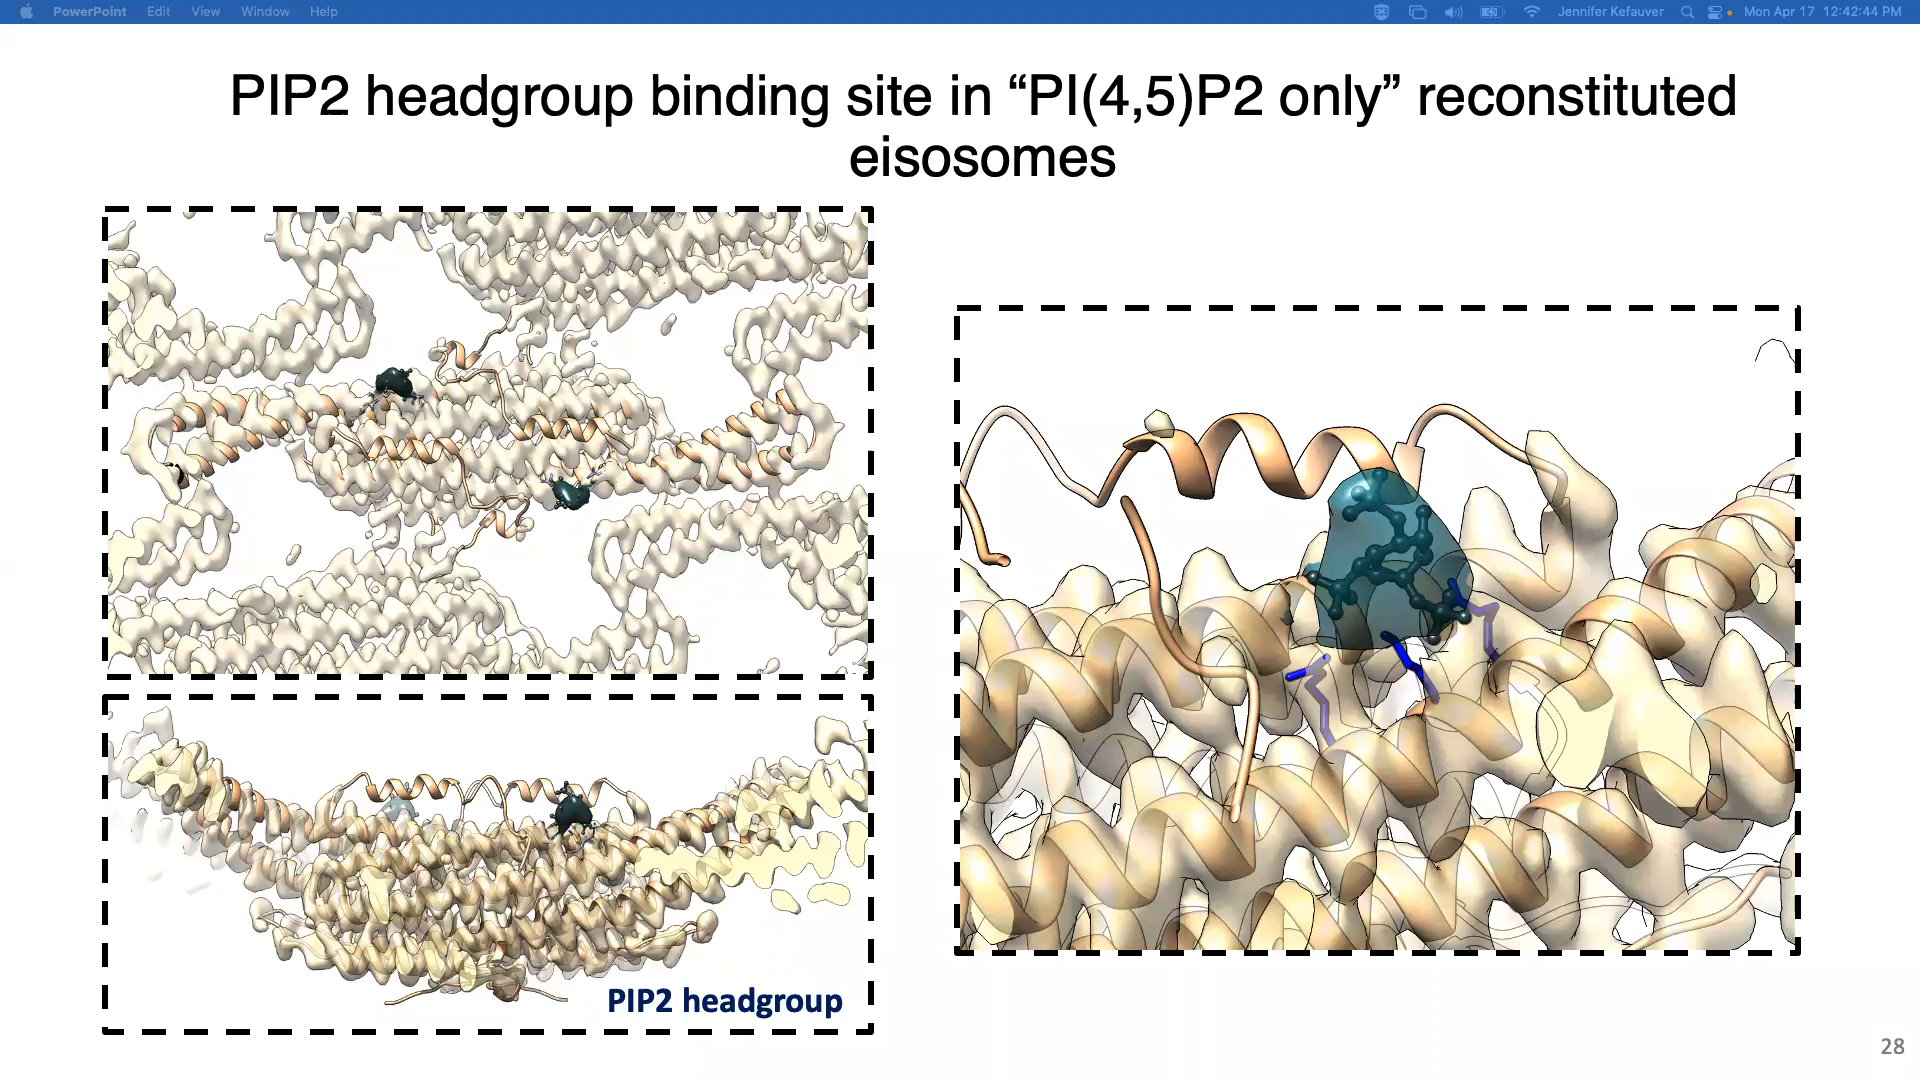 PowerPoint Edit View Window Help Jennifer Kefauver Mon Apr 17 12:42:44 PM
PIP2 headgroup binding site in “PI(4,5)P2 only” reconstituted
eisosomes
PIP2 headgroup
28